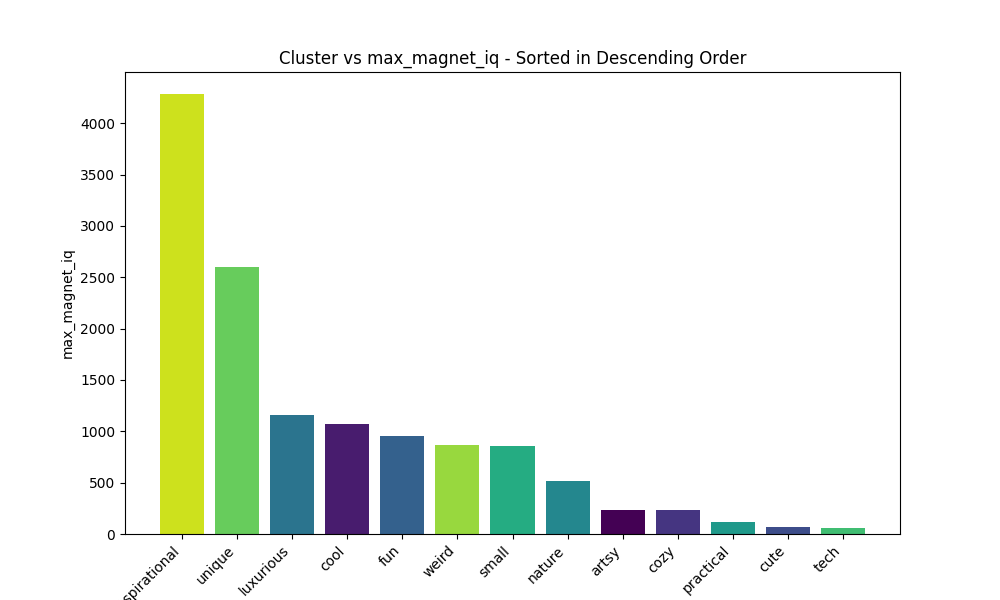 Cluster vs max_magnet_iq - Sorted in Descending Order
max_magnet_iq
4000
3500
3000
2500
2000
1500
1000
500
0
spirational
unique
luxurious
cool
fun
weird
small
nature
artsy
cozy
practical
cute
tech